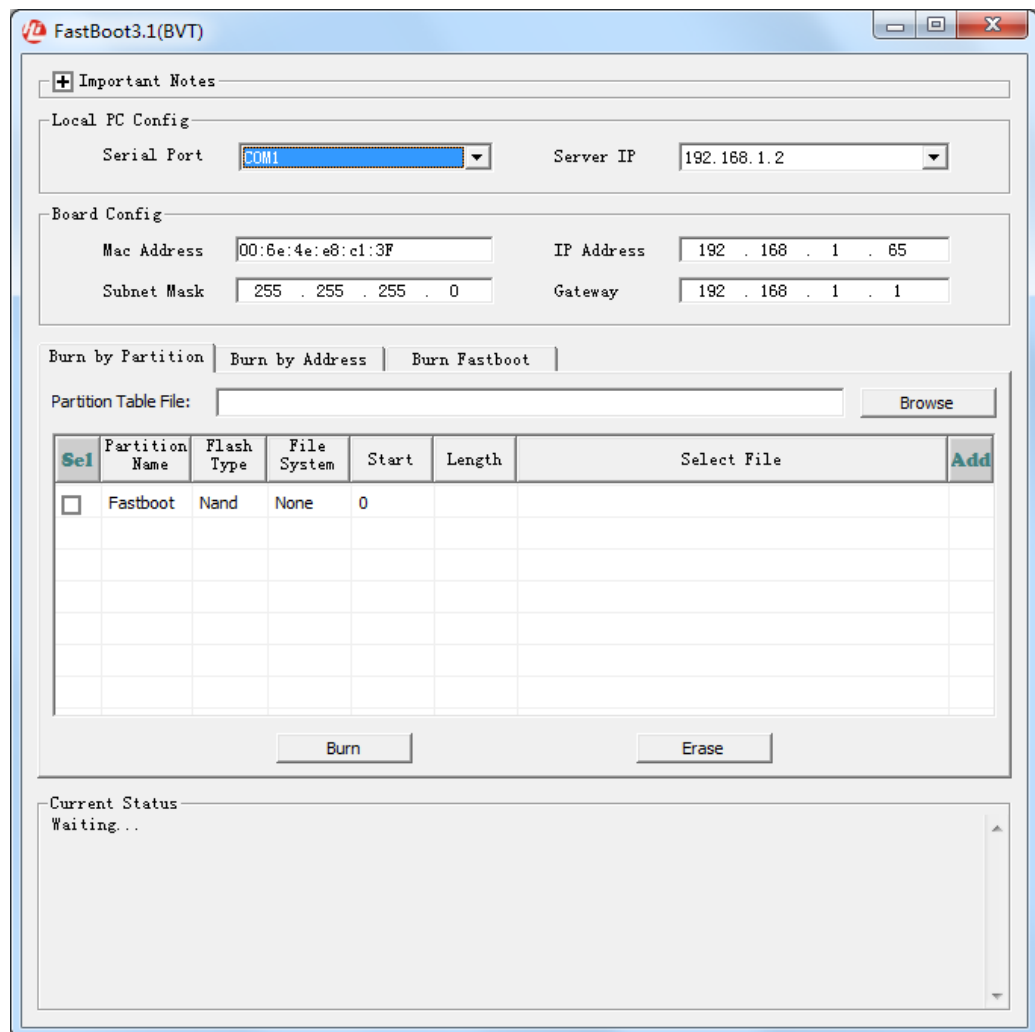 FastBoot3.1(BVT)
Important Notes
Local PC Config
Serial Port COM1 Server IP 192.168.1.2
Board Config
Mac Address 00:6e:4e:e8:c1:3F IP Address 192 . 168 . 1 . 65
Subnet Mask 255 . 255 . 255 . 0 Gateway 192 . 168 . 1 . 1
Burn by Partition Burn by Address Burn Fastboot
Partition Table File: Browse
Sel Partition Name Flash Type File System Start Length Select File Add
Fastboot Nand None 0
Burn Erase
Current Status
Waiting...